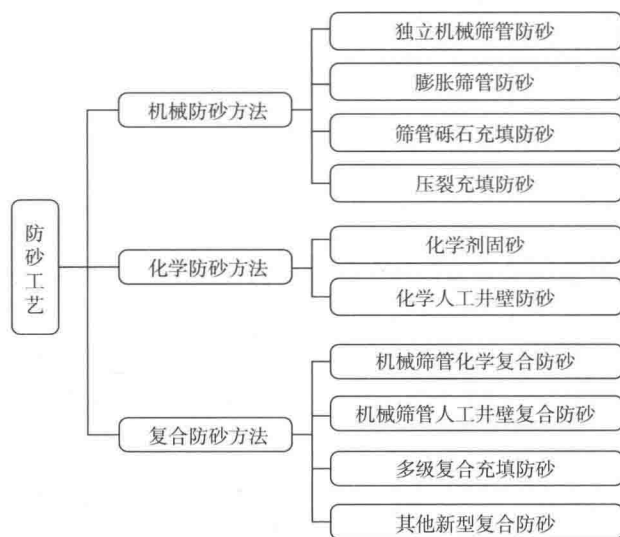 防砂工艺
机械防砂方法
独立机械筛管防砂
膨胀筛管防砂
筛管砾石充填防砂
压裂充填防砂
化学防砂方法
化学剂固砂
化学人工井壁防砂
复合防砂方法
机械筛管化学复合防砂
机械筛管人工井壁复合防砂
多级复合充填防砂
其他新型复合防砂